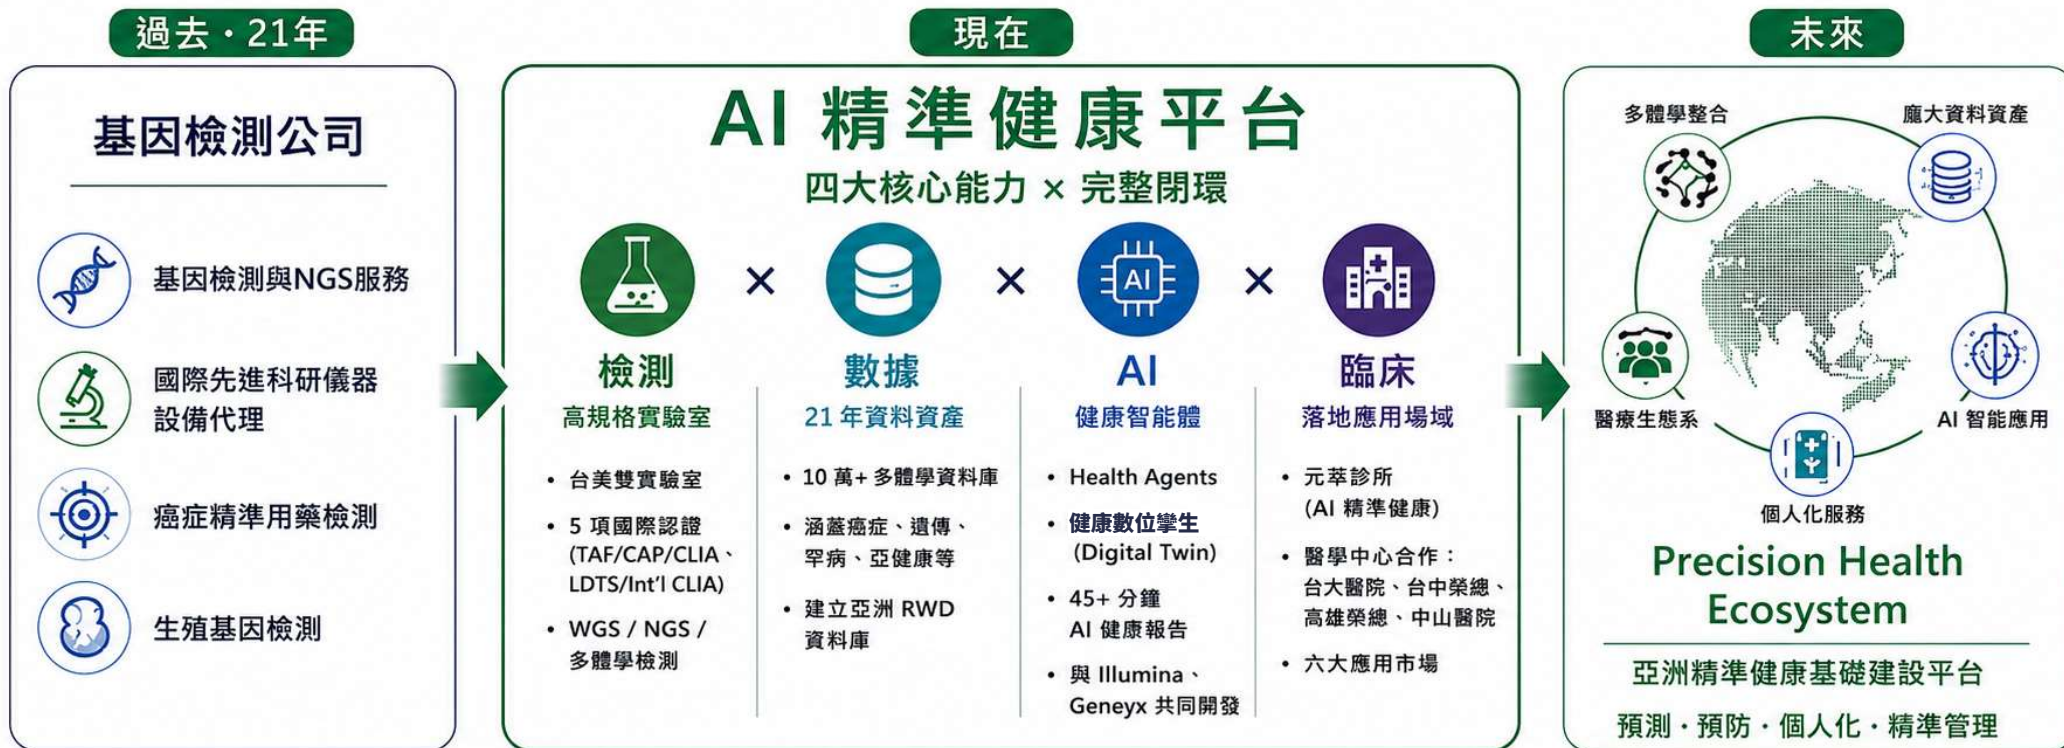 過去・21年
基因檢測公司
基因檢測與NGS服務
國際先進科研儀器
設備代理
癌症精準用藥檢測
生殖基因檢測
現在
AI 精準健康平台
四大核心能力 × 完整閉環
× × ×
AI
檢測
高規格實驗室
• 台美雙實驗室
• 5 項國際認證
(TAF/CAP/CLIA、
LDTS/Int'l CLIA)
• WGS / NGS /
多體學檢測
數據
21 年資料資產
• 10 萬+ 多體學資料庫
• 涵蓋癌症、遺傳、
罕病、亞健康等
• 建立亞洲 RWD
資料庫
AI
健康智能體
• Health Agents
• 健康數位孿生
(Digital Twin)
• 45+ 分鐘
AI 健康報告
• 與 Illumina、
Geneyx 共同開發
臨床
落地應用場域
• 元萃診所
(AI 精準健康)
• 醫學中心合作：
台大醫院、台中榮總、
高雄榮總、中山醫院
• 六大應用市場
未來
多體學整合
龐大資料資產
醫療生態系
AI 智能應用
個人化服務
Precision Health
Ecosystem
亞洲精準健康基礎建設平台
預測・預防・個人化・精準管理